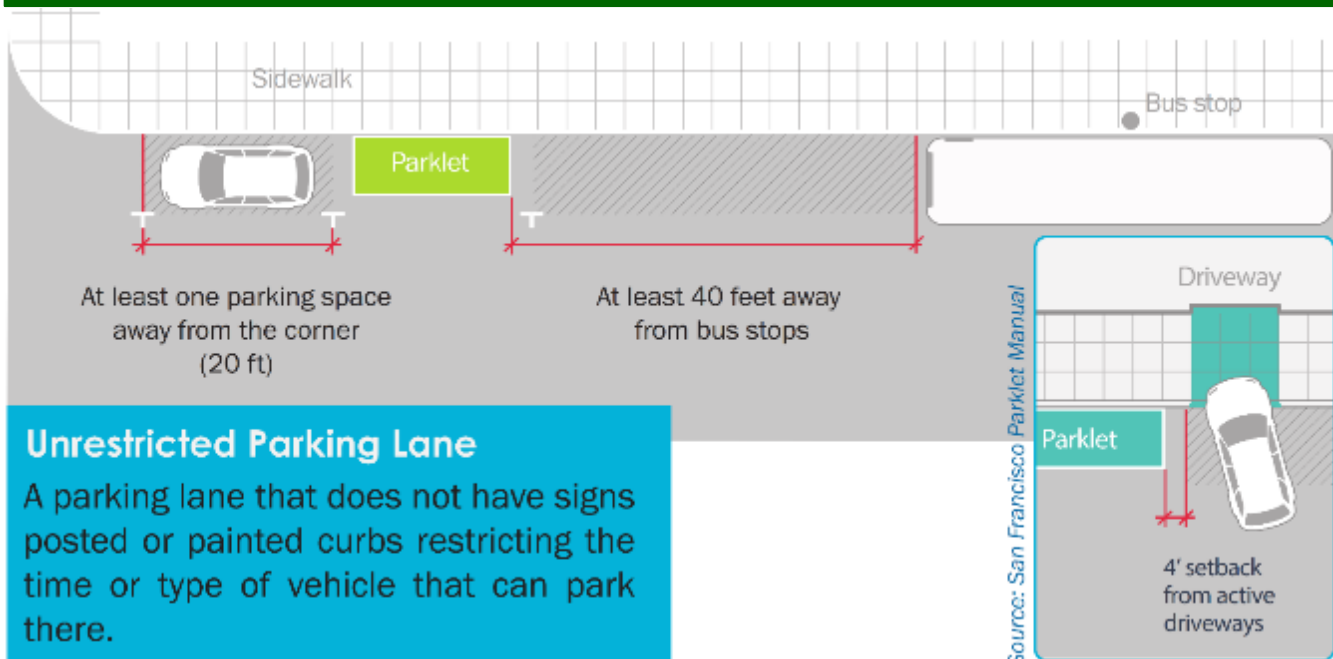 Sidewalk
Bus stop
Parklet
At least one parking space
away from the corner
(20 ft)
At least 40 feet away
from bus stops
Unrestricted Parking Lane
A parking lane that does not have signs
posted or painted curbs restricting the
time or type of vehicle that can park
there.
Source: San Francisco Parklet Manual
Driveway
Parklet
4' setback
from active
driveways